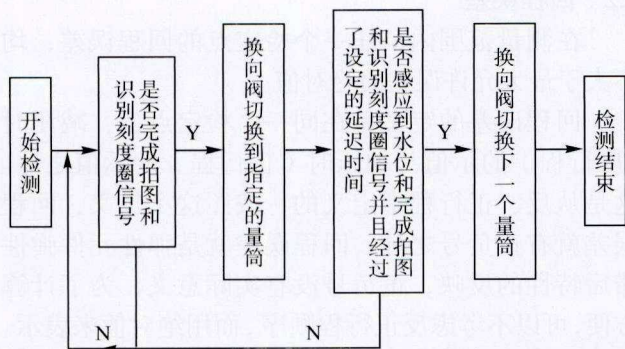 开始检测
是否完成拍图和
识别刻度圈信号
Y
换向阀切换到指定的量筒
是否感应到水位和完成拍图
和识别刻度圈信号并且经过
了设定的延迟时间
Y
换向阀切换下一个量筒
检测结束
N
N